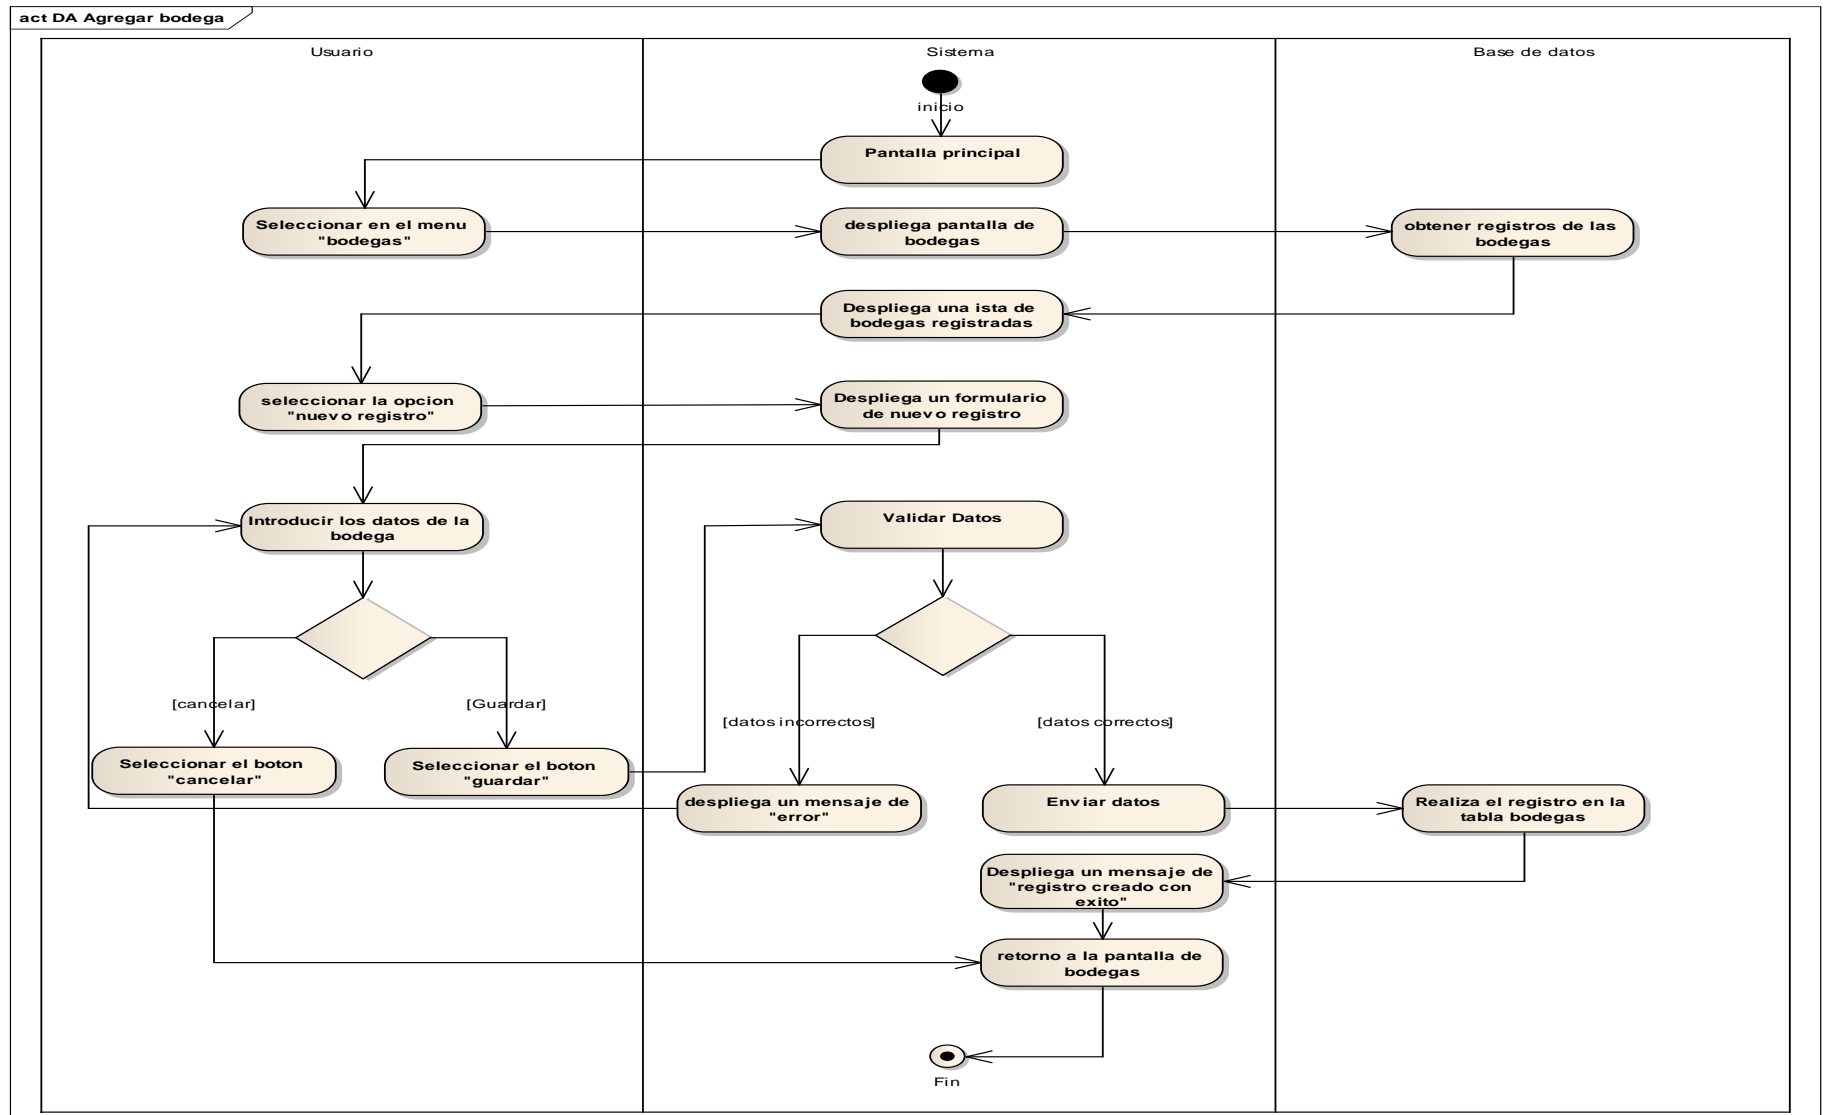 act DA Agregar bodega
Usuario
Sistema
Base de datos
inicio
Pantalla principal
Seleccionar en el menu
"bodegas"
despliega pantalla de
bodegas
obtener registros de las
bodegas
Despliega una ista de
bodegas registradas
seleccionar la opcion
"nuevo registro"
Despliega un formulario
de nuevo registro
Introducir los datos de la
bodega
Validar Datos
[cancelar]
[Guardar]
[datos incorrectos]
[datos correctos]
Seleccionar el boton
"cancelar"
Seleccionar el boton
"guardar"
despliega un mensaje de
"error"
Enviar datos
Realiza el registro en la
tabla bodegas
Despliega un mensaje de
"registro creado con
exito"
retorno a la pantalla de
bodegas
Fin